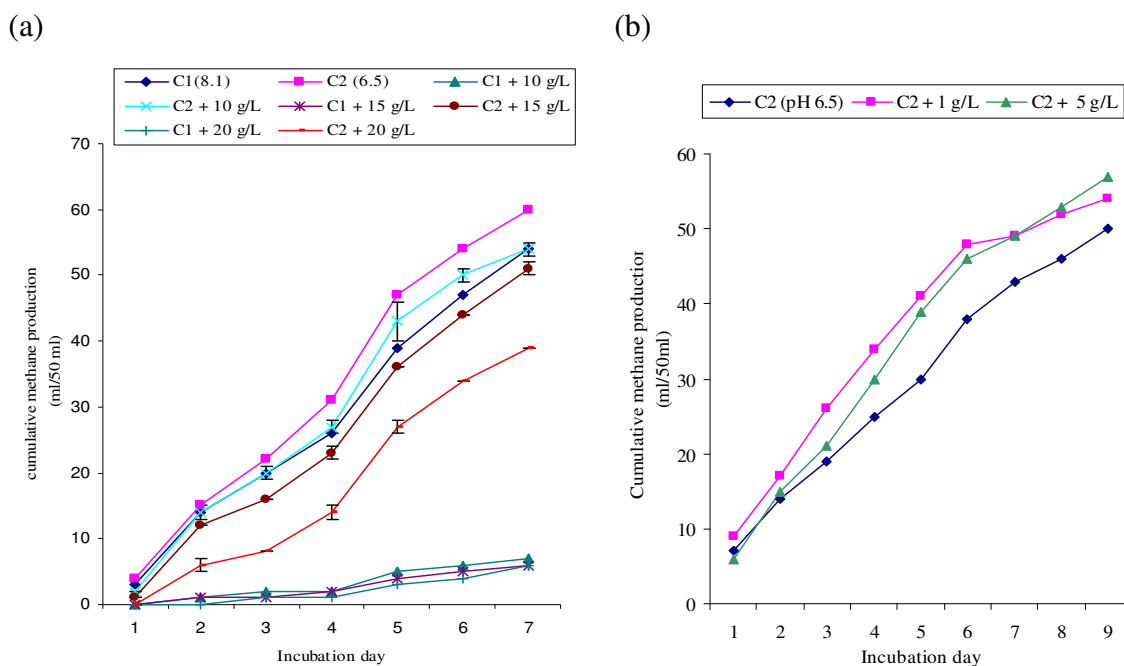 (a)
C1(8.1) C2 (6.5) C1 + 10 g/L
C2 + 10 g/L C1 + 15 g/L C2 + 15 g/L
C1 + 20 g/L C2 + 20 g/L
cumulative methane production
(ml/50 ml)
70
60
50
40
30
20
10
0
1 2 3 4 5 6 7
Incubation day
(b)
C2 (pH 6.5) C2 + 1 g/L C2 + 5 g/L
Cumulative methane productior
(ml/50ml)
60
50
40
30
20
10
0
1 2 3 4 5 6 7 8 9
Incubation day